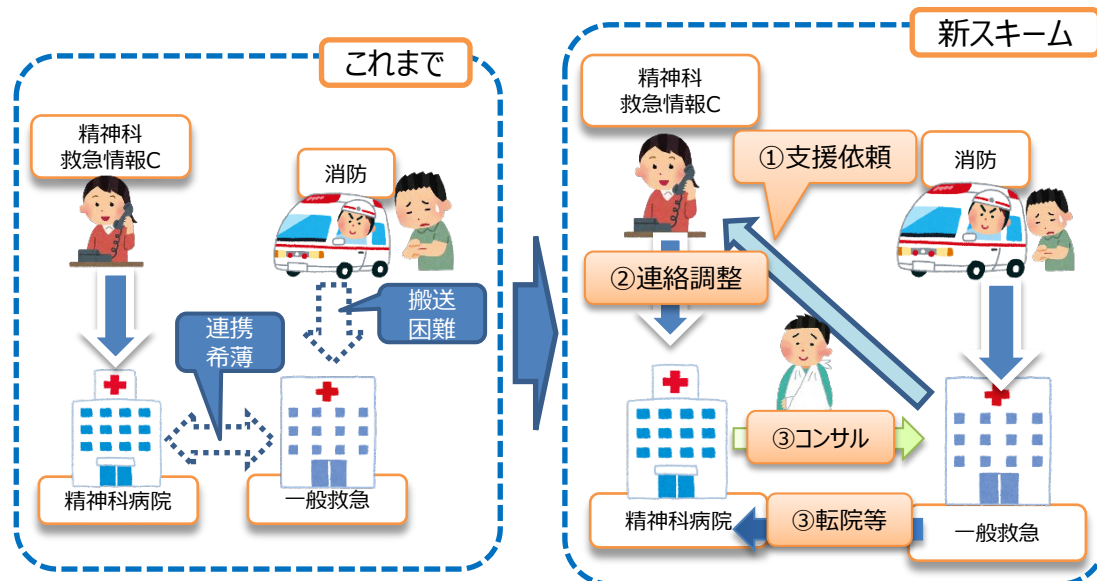 これまで
精神科
救急情報C
消防
搬送
困難
連携
希薄
精神科病院
一般救急
新スキーム
精神科
救急情報C
①支援依頼
消防
②連絡調整
③コンサル
精神科病院
③転院等
一般救急